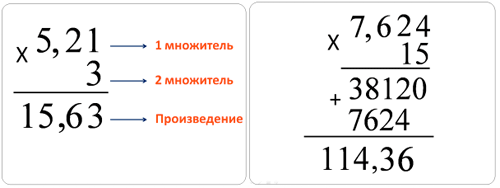 5,21 1 множитель
x
3 2 множитель
15,63 Произведение
7,624
x
15
38120
+
7624
114,36